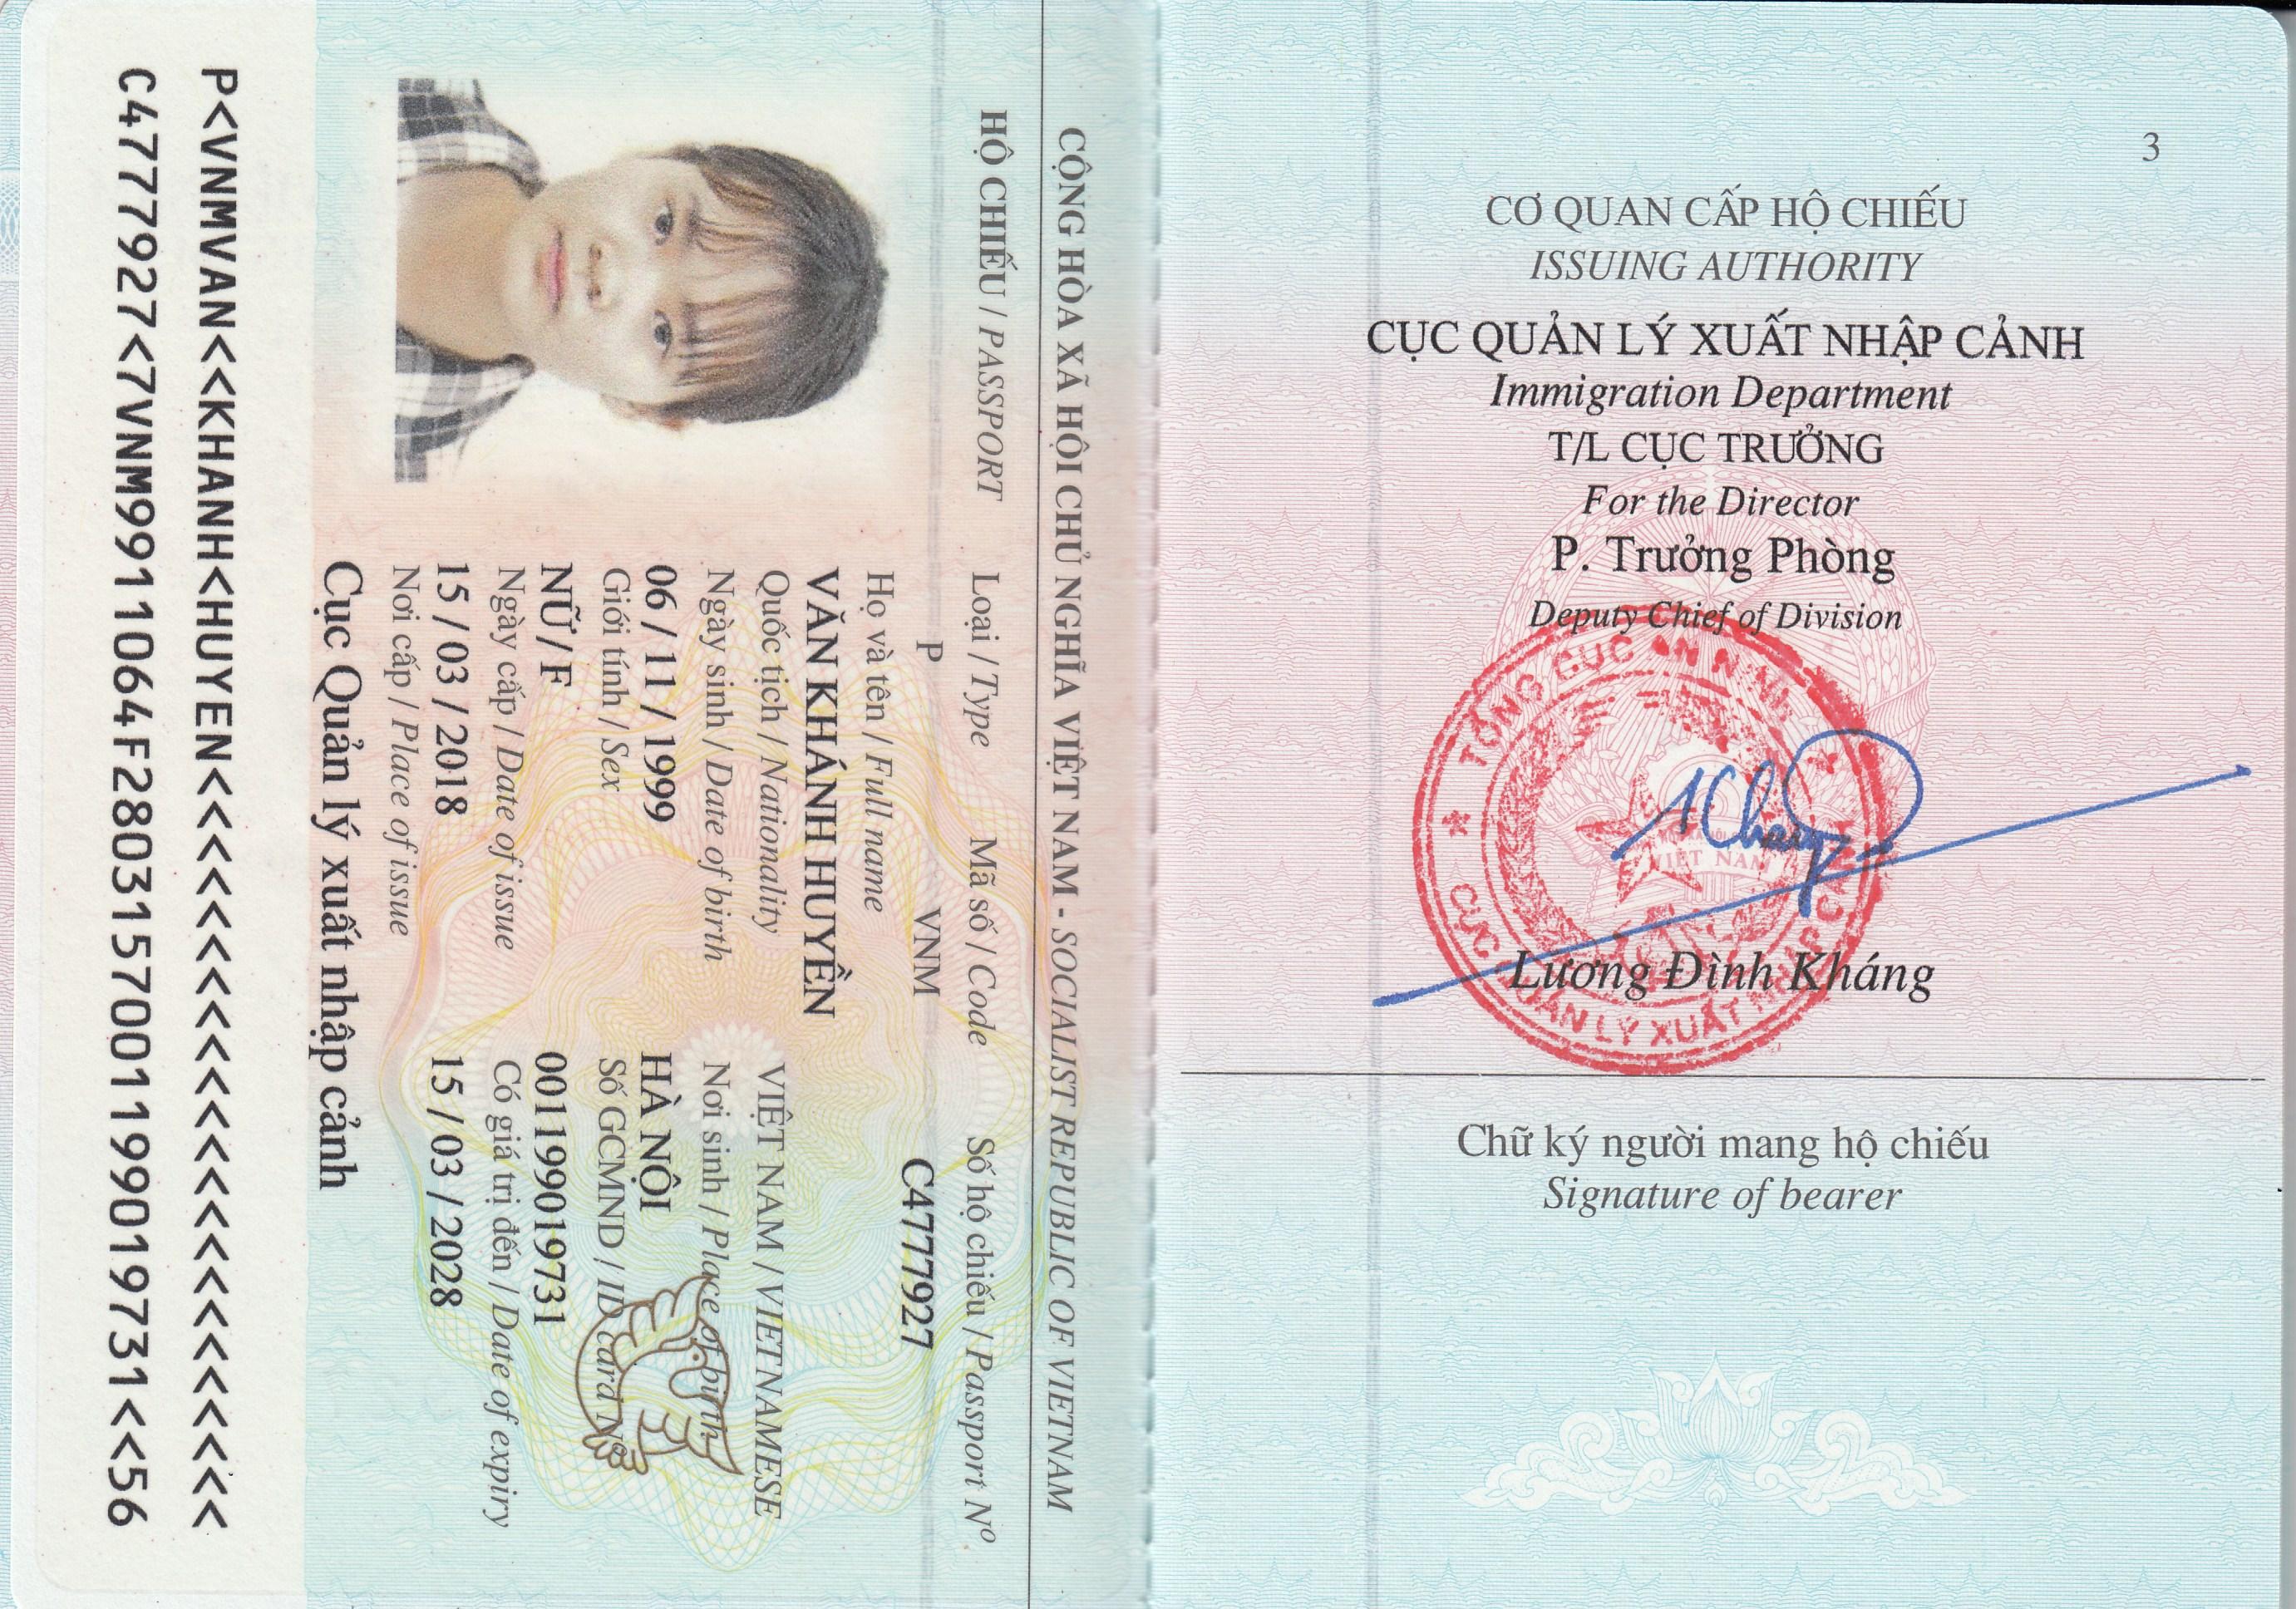 CỘNG HÒA XÃ HỘI CHỦ NGHĨA VIỆT NAM - SOCIALIST REPUBLIC OF VIETNAM
HỘ CHIẾU / PASSPORT
Loại / Type Mã số / Code Số hộ chiếu / Passport Nº
P VNM C4777927
Họ và tên / Full name
VĂN KHÁNH HUYỀN
Quốc tịch / Nationality VIỆT NAM / VIETNAMESE
Ngày sinh / Date of birth Nơi sinh / Place of birth
06 / 11 / 1999 HÀ NỘI
Giới tính / Sex Số GCMND / ID card Nº
NỮ / F 001199019731
Ngày cấp / Date of issue Có giá trị đến / Date of expiry
15 / 03 / 2018 15 / 03 / 2028
Nơi cấp / Place of issue
Cục Quản lý xuất nhập cảnh
P<VNMVAN<<KHANH<HUYEN<<<<<<<<<<<<<<<<<<<<<<<
C4777927<7VNM9911064F2803157001199019731<<56
3
CƠ QUAN CẤP HỘ CHIẾU
ISSUING AUTHORITY
CỤC QUẢN LÝ XUẤT NHẬP CẢNH
Immigration Department
T/L CỤC TRƯỞNG
For the Director
P. Trưởng Phòng
Deputy Chief of Division
TỔNG CỤC AN NINH
VIỆT NAM
CỤC QUẢN LÝ XUẤT NHẬP CẢNH
Lương Đình Kháng
Chữ ký người mang hộ chiếu
Signature of bearer